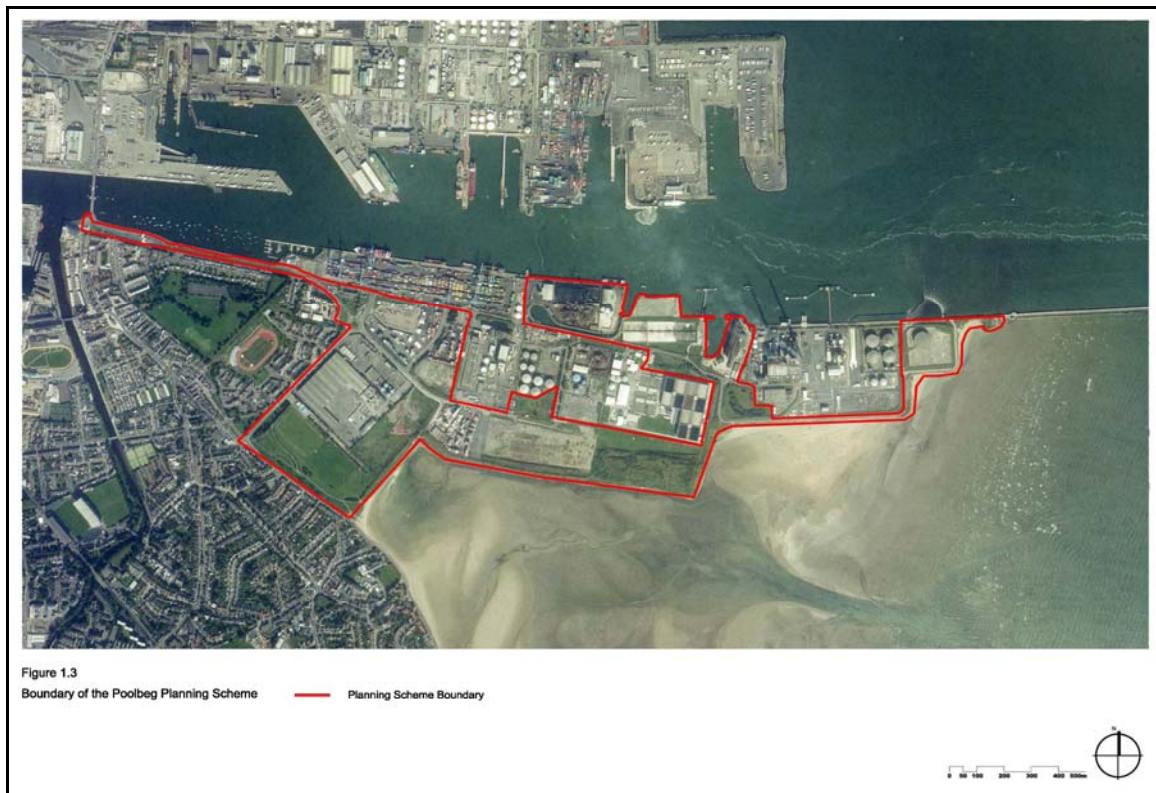 Figure 1.3
Boundary of the Poolbeg Planning Scheme
Planning Scheme Boundary
N
0 50 100 200 300 400 500m